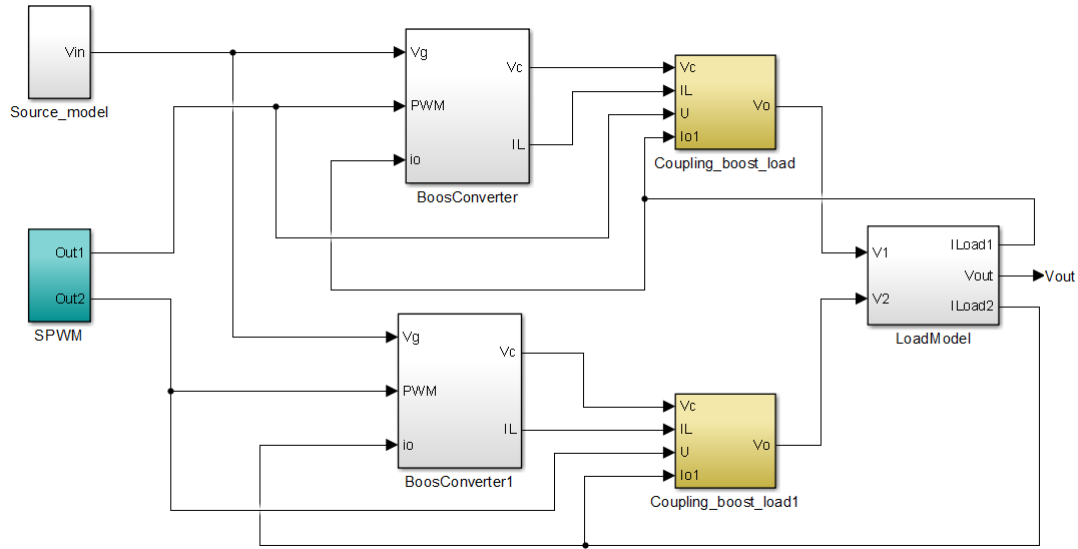 Vin
Source_model
Vg
PWM
io
Vc
IL
BoosConverter
Vc
IL
U
Io1
Vo
Coupling_boost_load
Out1
Out2
SPWM
V1
V2
ILoad1
Vout
ILoad2
LoadModel
Vout
Vg
PWM
io
Vc
IL
BoosConverter1
Vc
IL
U
Io1
Vo
Coupling_boost_load1